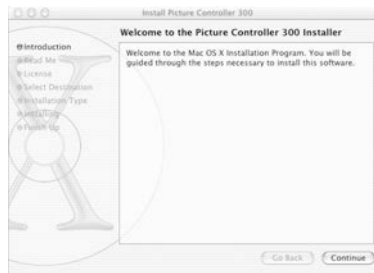 Install Picture Controller 300
Welcome to the Picture Controller 300 Installer
Introduction
Read Me
License
Select Destination
Installation Type
Installing
Finish Up
Welcome to the Mac OS X Installation Program. You will be
guided through the steps necessary to install this software.
Go Back
Continue